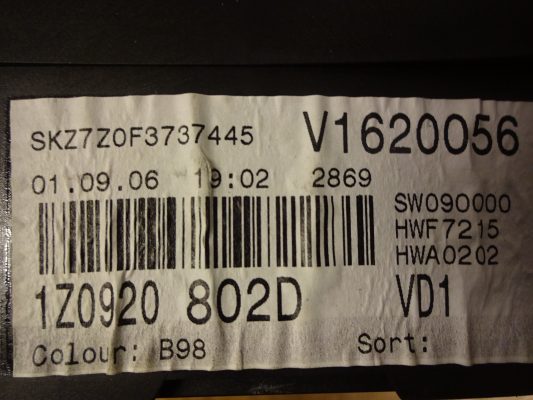 SKZ7Z0F3737445 V1620056
01.09.06 19:02 2869
SW090000
HWF7215
HWA0202
1Z0920 802D VD1
Colour: B98 Sort: